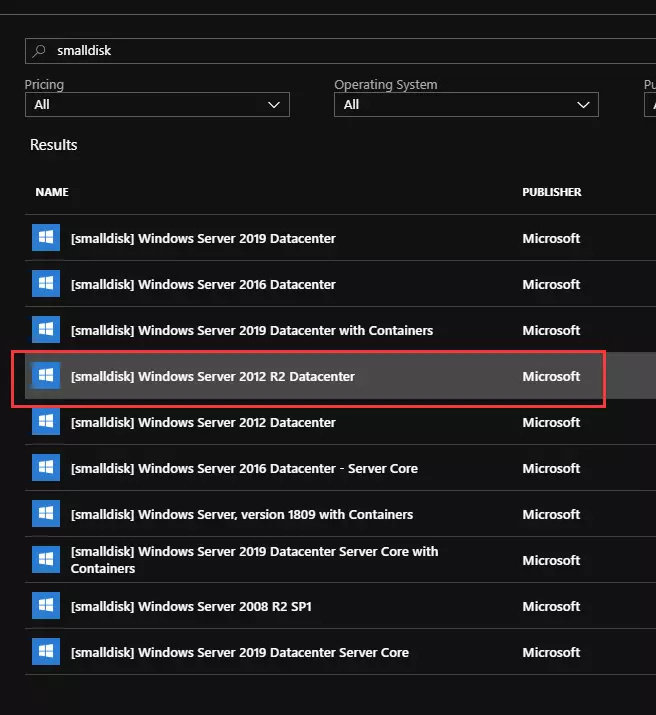 smalldisk
Pricing Operating System
All All
Results
NAME PUBLISHER
[smalldisk] Windows Server 2019 Datacenter Microsoft
[smalldisk] Windows Server 2016 Datacenter Microsoft
[smalldisk] Windows Server 2019 Datacenter with Containers Microsoft
[smalldisk] Windows Server 2012 R2 Datacenter Microsoft
[smalldisk] Windows Server 2012 Datacenter Microsoft
[smalldisk] Windows Server 2016 Datacenter - Server Core Microsoft
[smalldisk] Windows Server, version 1809 with Containers Microsoft
[smalldisk] Windows Server 2019 Datacenter Server Core with
Containers Microsoft
[smalldisk] Windows Server 2008 R2 SP1 Microsoft
[smalldisk] Windows Server 2019 Datacenter Server Core Microsoft